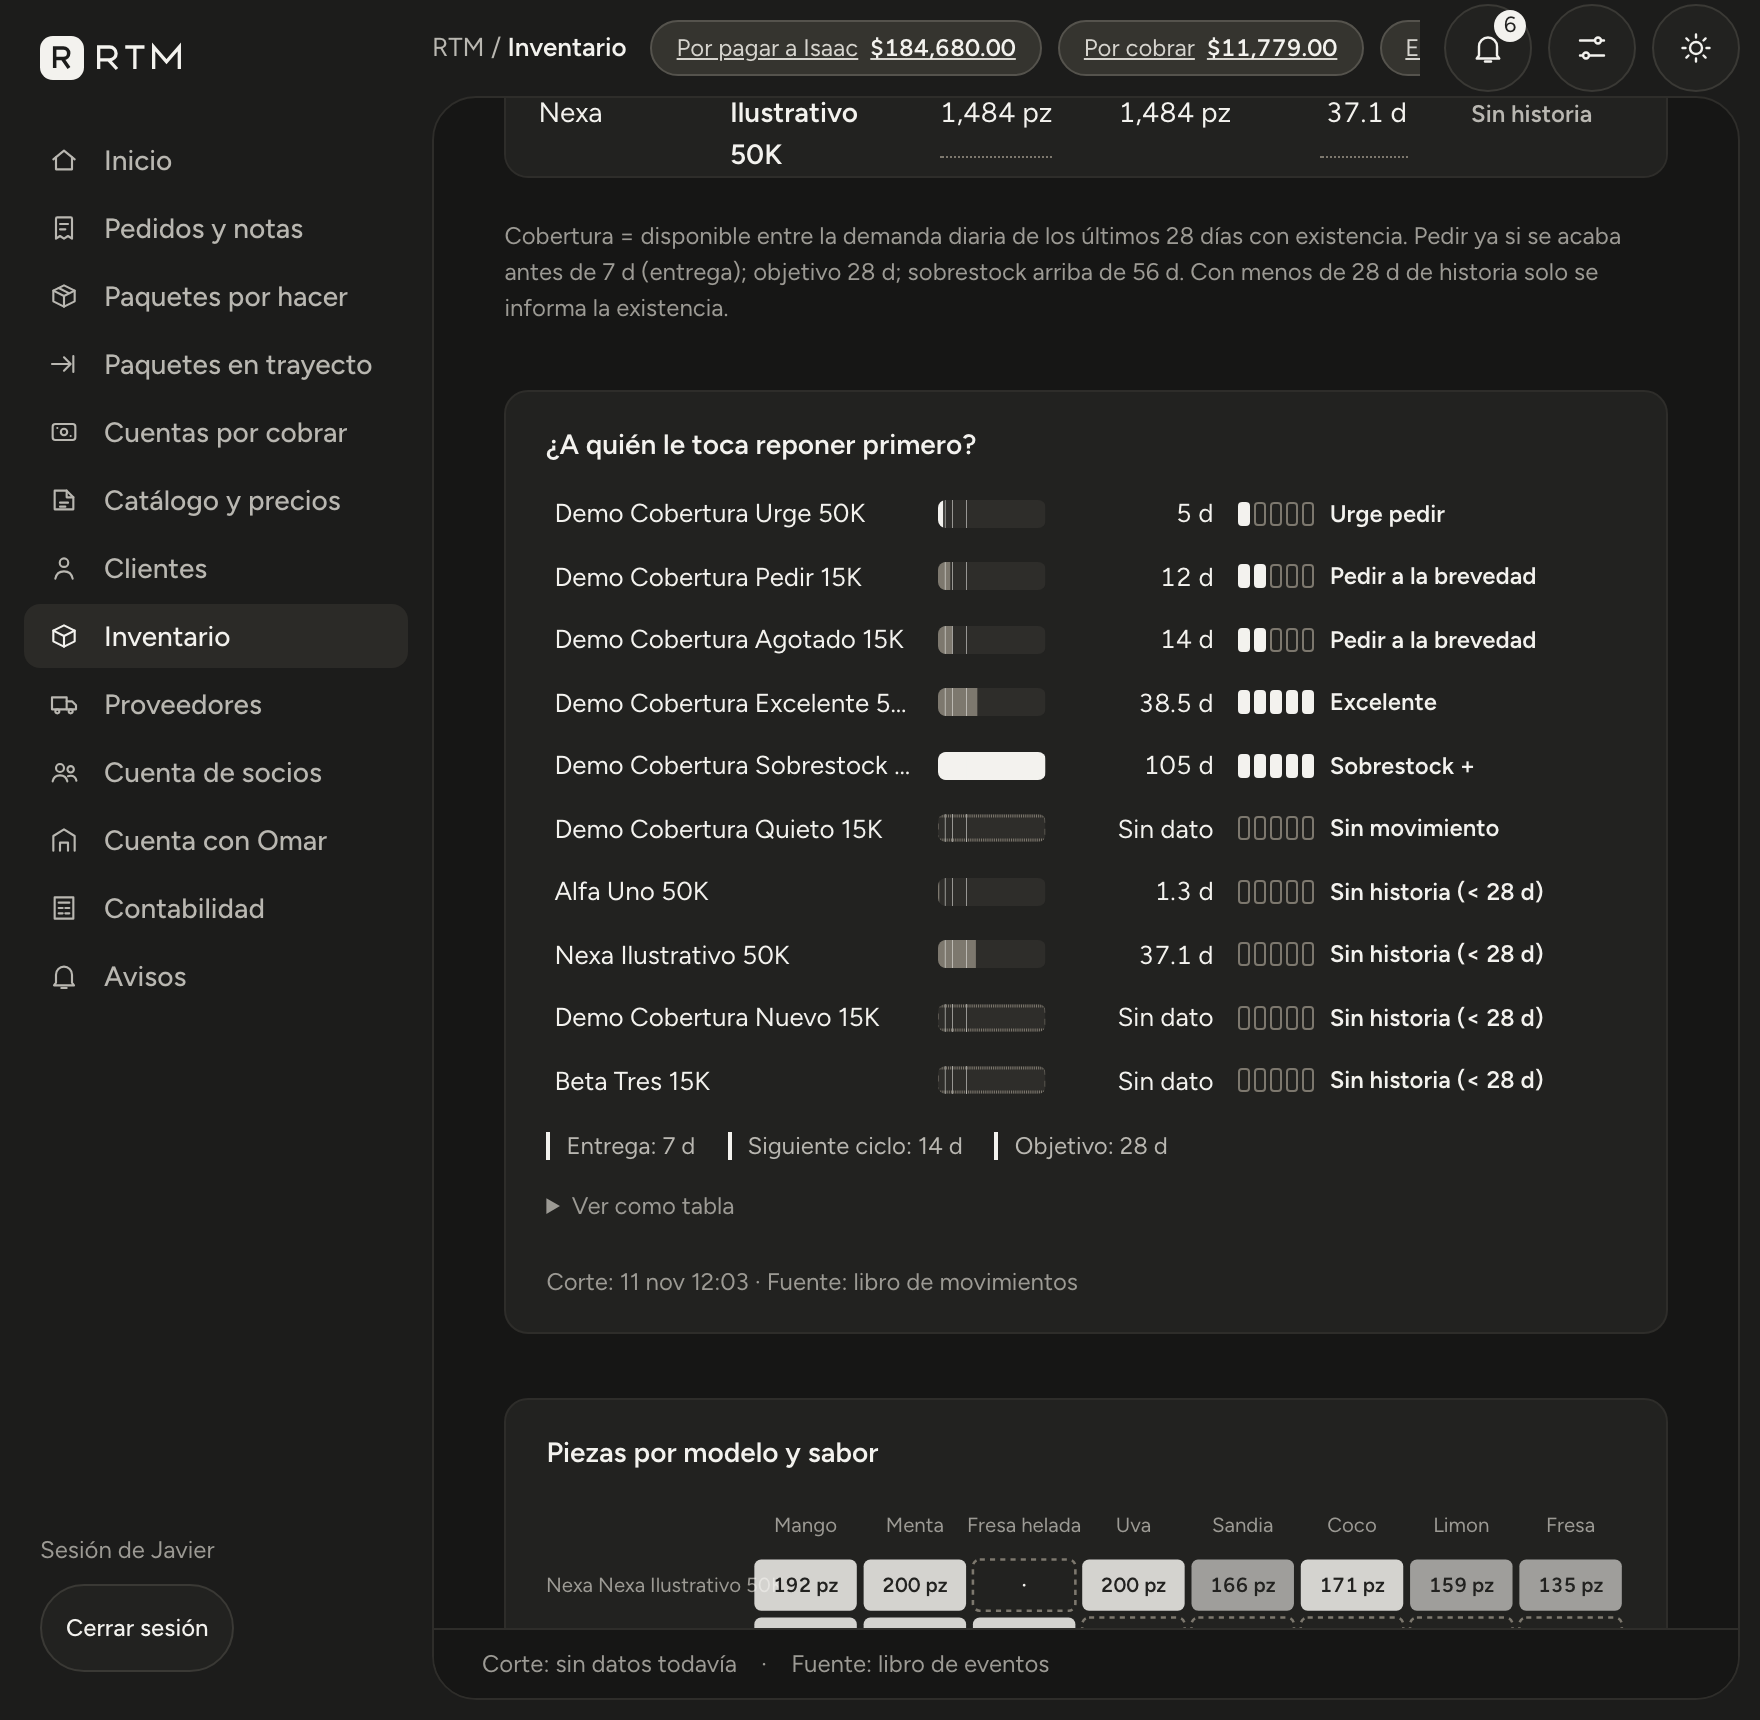 R RTM
RTM / Inventario
Por pagar a Isaac $184,680.00
Por cobrar $11,779.00
E
6
Inicio
Pedidos y notas
Paquetes por hacer
Paquetes en trayecto
Cuentas por cobrar
Catálogo y precios
Clientes
Inventario
Proveedores
Cuenta de socios
Cuenta con Omar
Contabilidad
Avisos
Sesión de Javier
Cerrar sesión
Nexa Ilustrativo 1,484 pz 1,484 pz 37.1 d Sin historia
50K
Cobertura = disponible entre la demanda diaria de los últimos 28 días con existencia. Pedir ya si se acaba
antes de 7 d (entrega); objetivo 28 d; sobrestock arriba de 56 d. Con menos de 28 d de historia solo se
informa la existencia.
¿A quién le toca reponer primero?
Demo Cobertura Urge 50K 5 d Urge pedir
Demo Cobertura Pedir 15K 12 d Pedir a la brevedad
Demo Cobertura Agotado 15K 14 d Pedir a la brevedad
Demo Cobertura Excelente 5... 38.5 d Excelente
Demo Cobertura Sobrestock ... 105 d Sobrestock +
Demo Cobertura Quieto 15K Sin dato Sin movimiento
Alfa Uno 50K 1.3 d Sin historia (< 28 d)
Nexa Ilustrativo 50K 37.1 d Sin historia (< 28 d)
Demo Cobertura Nuevo 15K Sin dato Sin historia (< 28 d)
Beta Tres 15K Sin dato Sin historia (< 28 d)
Entrega: 7 d Siguiente ciclo: 14 d Objetivo: 28 d
Ver como tabla
Corte: 11 nov 12:03 · Fuente: libro de movimientos
Piezas por modelo y sabor
Mango Menta Fresa helada Uva Sandia Coco Limon Fresa
Nexa Nexa Ilustrativo 50 192 pz 200 pz · 200 pz 166 pz 171 pz 159 pz 135 pz
Corte: sin datos todavía · Fuente: libro de eventos